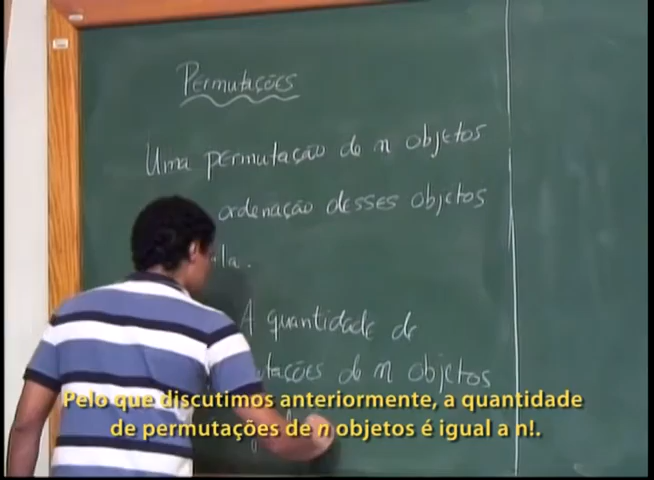 Permutações
Uma permutação de n objetos
ordenação desses objetos
A quantidade de
de n objetos
Pelo que discutimos anteriormente, a quantidade
de permutações de n objetos é igual a n!.